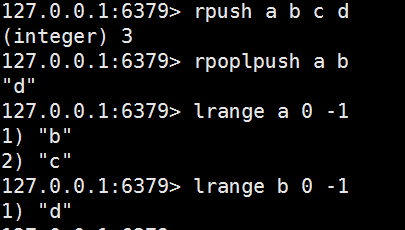 127.0.0.1:6379> rpush a b c d
(integer) 3
127.0.0.1:6379> rpoplpush a b
"d"
127.0.0.1:6379> lrange a 0 -1
1) "b"
2) "c"
127.0.0.1:6379> lrange b 0 -1
1) "d"